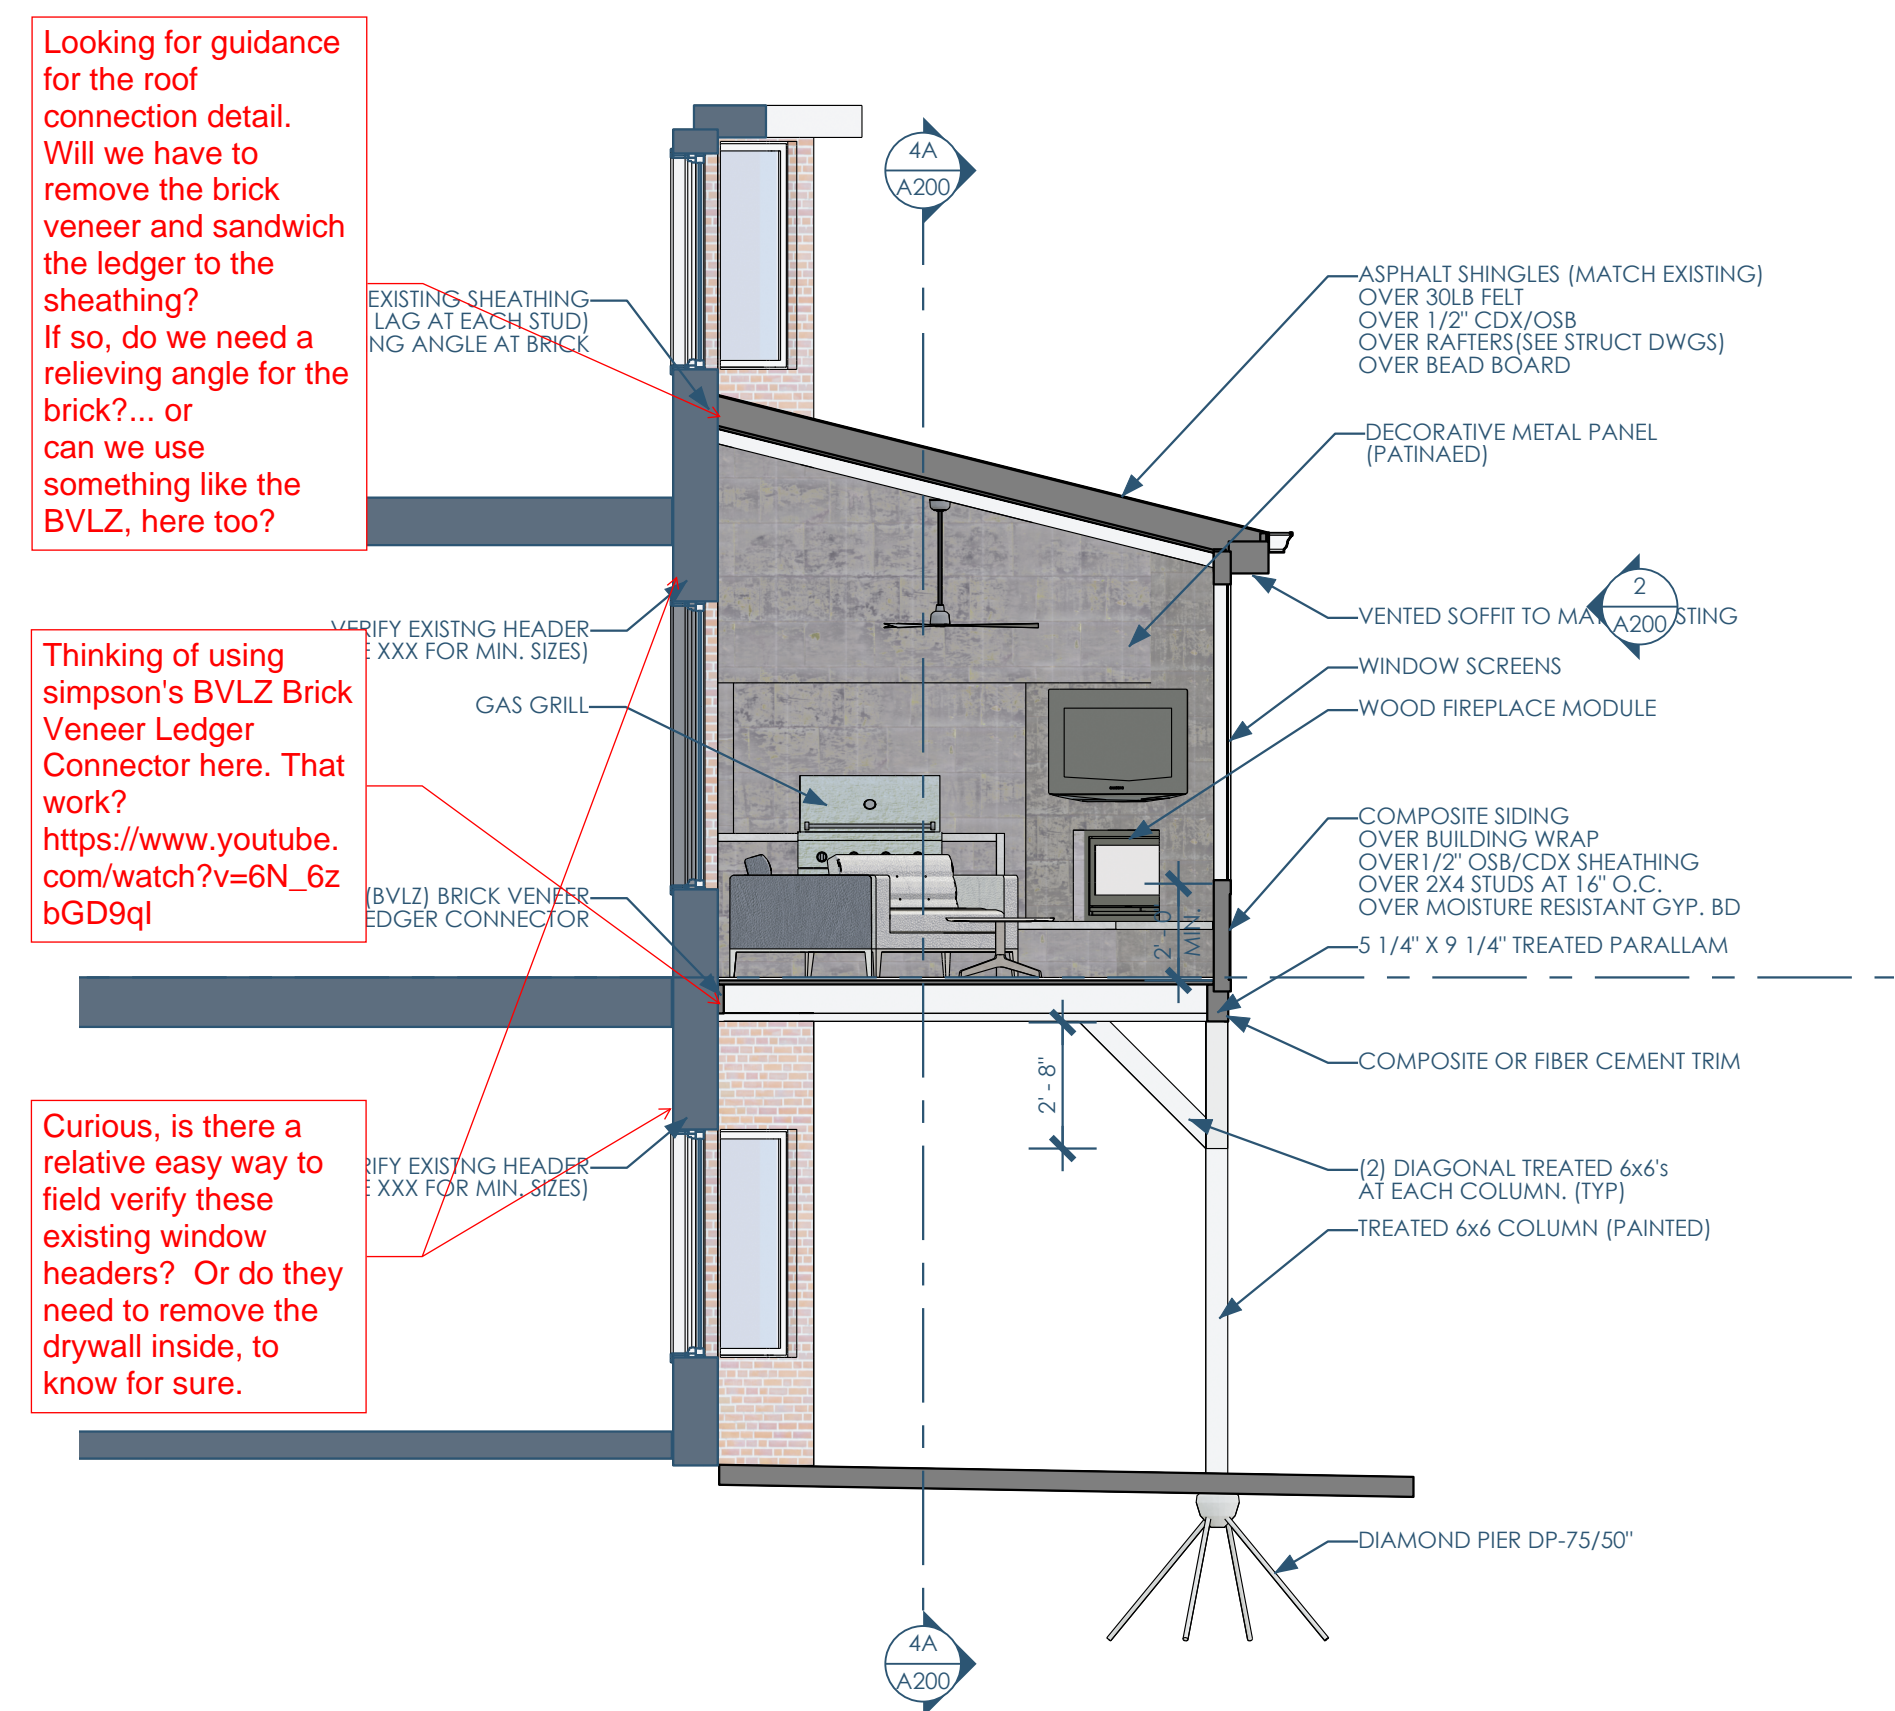 Looking for guidance
for the roof
connection detail.
Will we have to
remove the brick
veneer and sandwich
the ledger to the
sheathing?
If so, do we need a
relieving angle for the
brick?... or
can we use
something like the
BVLZ, here too?
EXISTING SHEATHING
LAG AT EACH STUD)
NG ANGLE AT BRICK
4A
A200
ASPHALT SHINGLES (MATCH EXISTING)
OVER 30LB FELT
OVER 1/2" CDX/OSB
OVER RAFTERS(SEE STRUCT DWGS)
OVER BEAD BOARD
DECORATIVE METAL PANEL
(PATINAED)
VERIFY EXISTNG HEADER
XXX FOR MIN. SIZES)
2
A200
VENTED SOFFIT TO MA STING
WINDOW SCREENS
WOOD FIREPLACE MODULE
Thinking of using
simpson's BVLZ Brick
Veneer Ledger
Connector here. That
work?
https://www.youtube.
com/watch?v=6N_6z
bGD9qI
GAS GRILL
(BVLZ) BRICK VENEER
EDGER CONNECTOR
COMPOSITE SIDING
OVER BUILDING WRAP
OVER1/2" OSB/CDX SHEATHING
OVER 2X4 STUDS AT 16" O.C.
OVER MOISTURE RESISTANT GYP. BD
2' - 0"
MIN.
5 1/4" X 9 1/4" TREATED PARALLAM
COMPOSITE OR FIBER CEMENT TRIM
2' - 8"
Curious, is there a
relative easy way to
field verify these
existing window
headers?  Or do they
need to remove the
drywall inside, to
know for sure.
RIFY EXISTNG HEADER
XXX FOR MIN. SIZES)
(2) DIAGONAL TREATED 6x6's
AT EACH COLUMN. (TYP)
TREATED 6x6 COLUMN (PAINTED)
DIAMOND PIER DP-75/50"
4A
A200